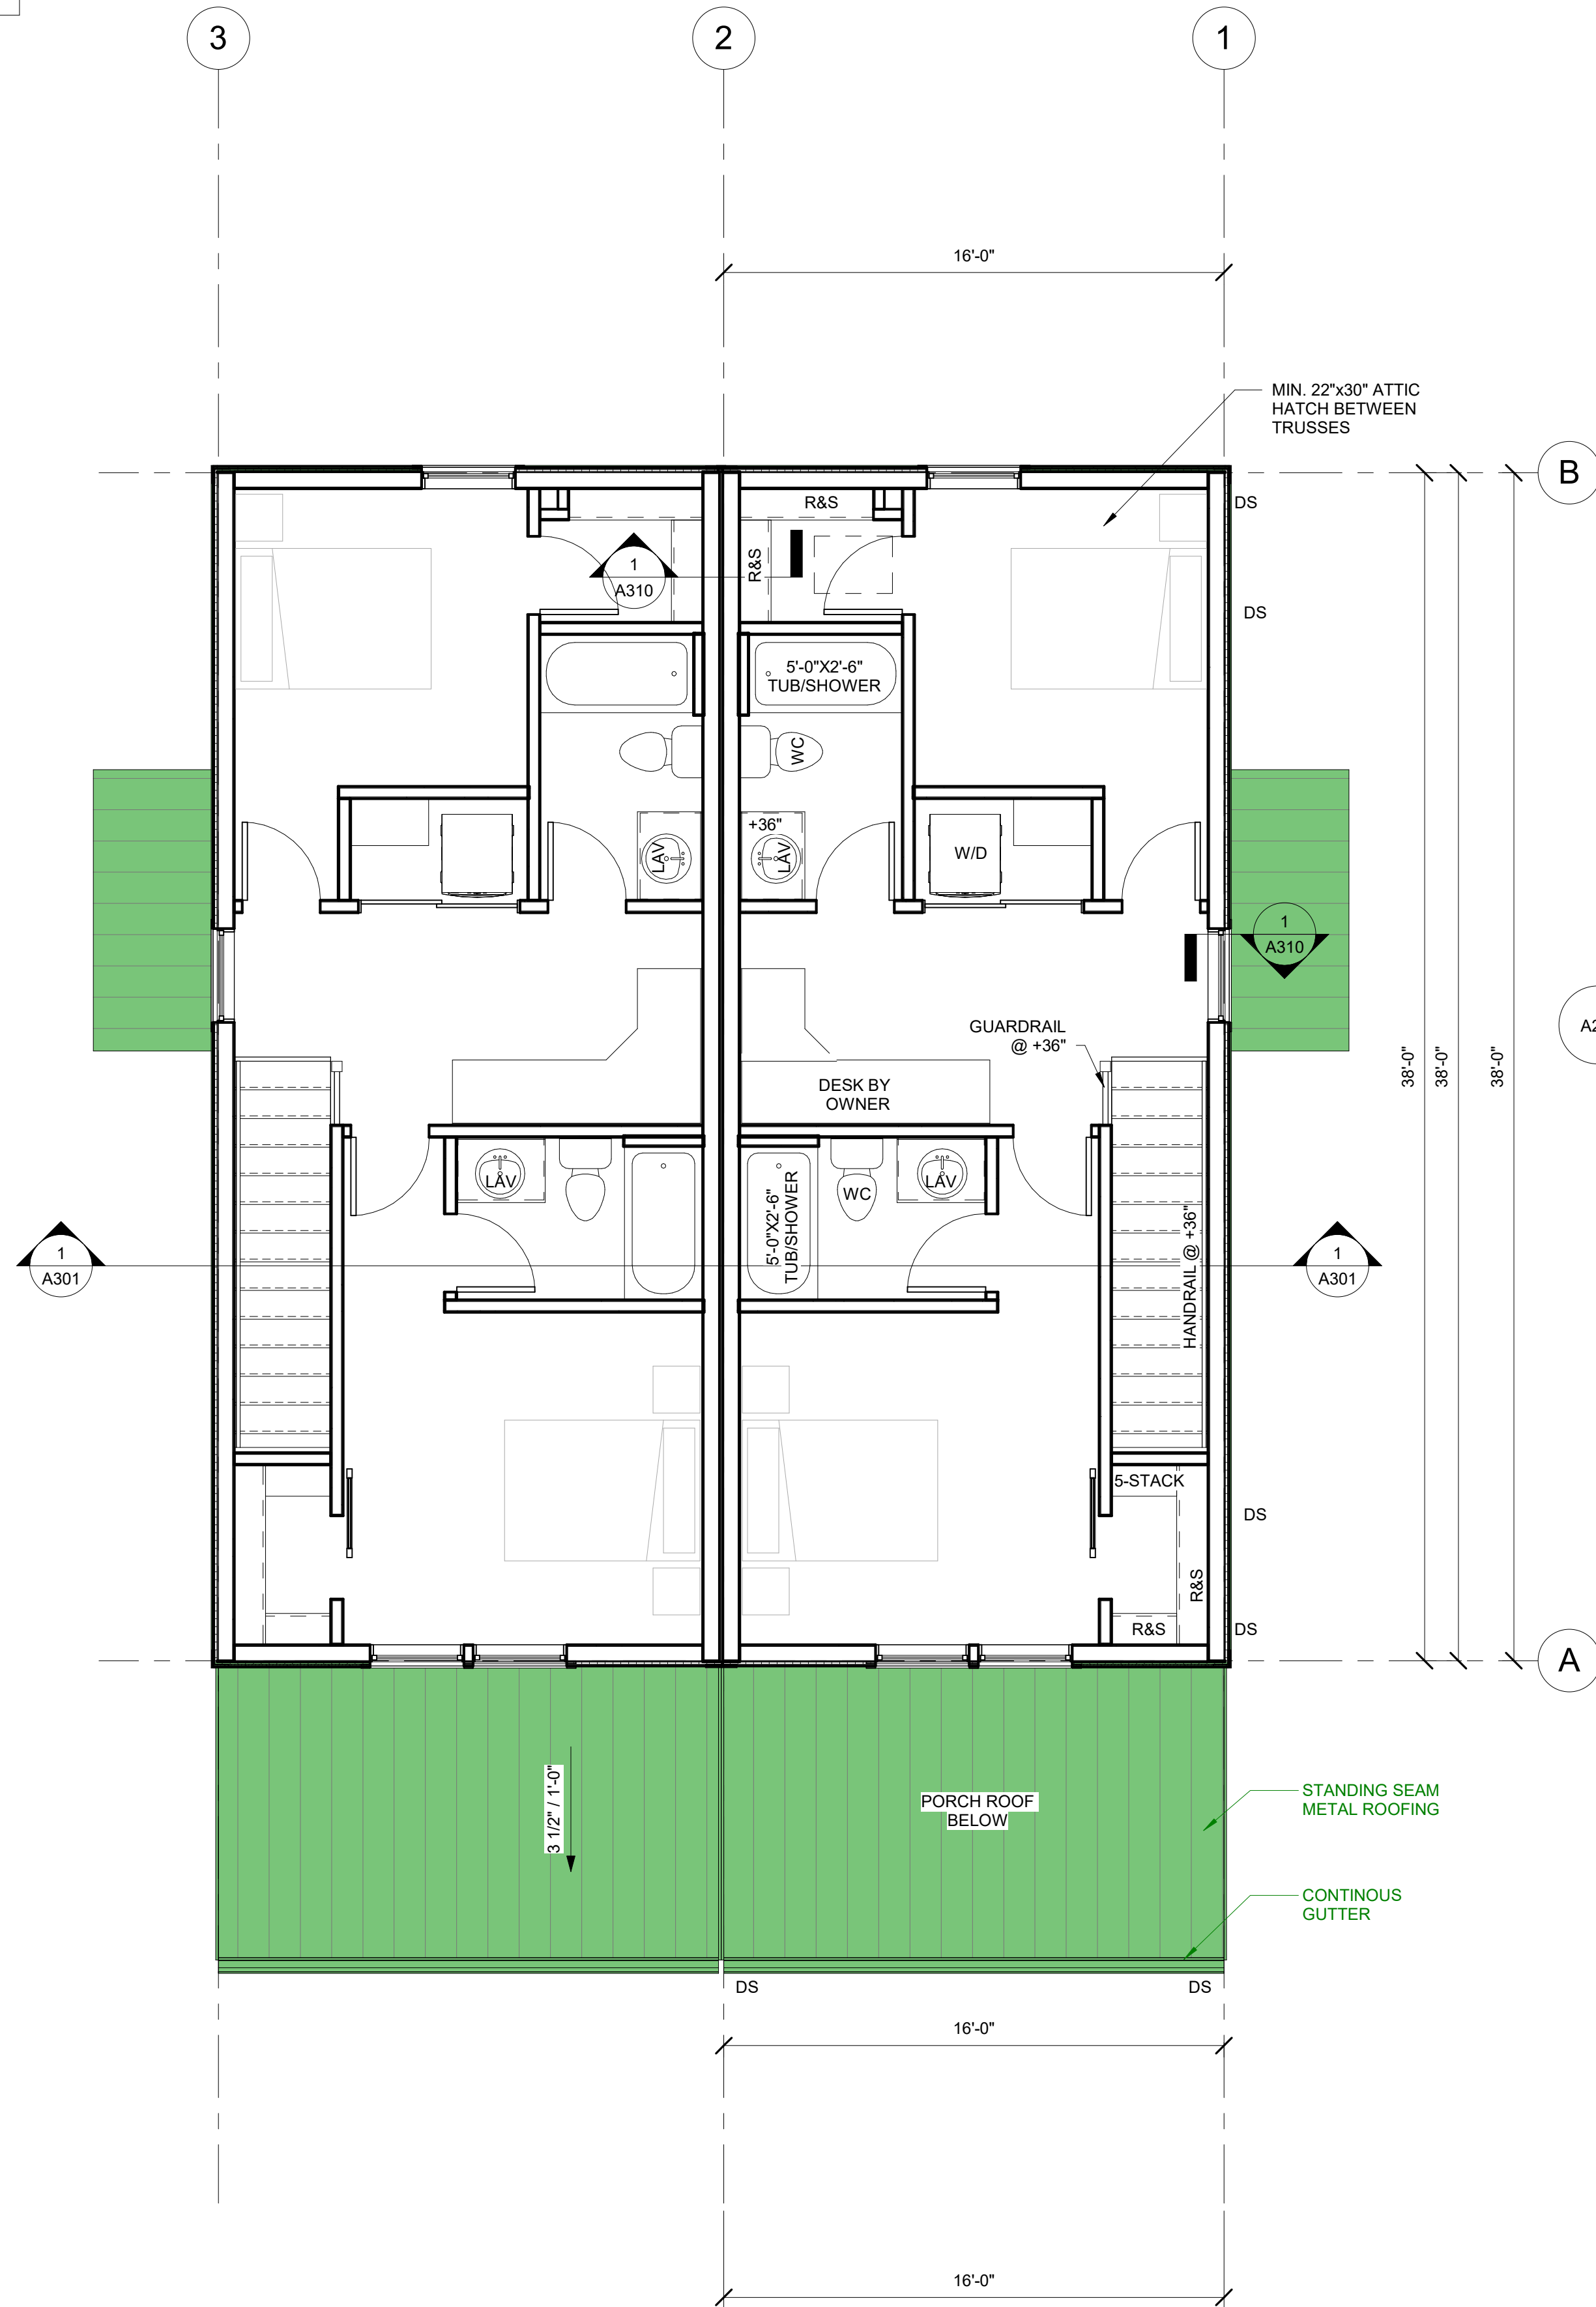 3
2
1
16'-0"
MIN. 22"x30" ATTIC
HATCH BETWEEN
TRUSSES
B
DS
R&S
R&S
1
A310
DS
5'-0"X2'-6"
TUB/SHOWER
WC
+36"
LAV
LAV
W/D
1
A310
GUARDRAIL
@ +36"
A2
38'-0"
38'-0"
38'-0"
DESK BY
OWNER
LAV
5'-0"X2'-6"
TUB/SHOWER
WC
LAV
HANDRAIL @ +36"
1
A301
1
A301
5-STACK
DS
R&S
R&S
DS
A
3 1/2" / 1'-0"
PORCH ROOF
BELOW
STANDING SEAM
METAL ROOFING
CONTINOUS
GUTTER
DS
DS
16'-0"
16'-0"